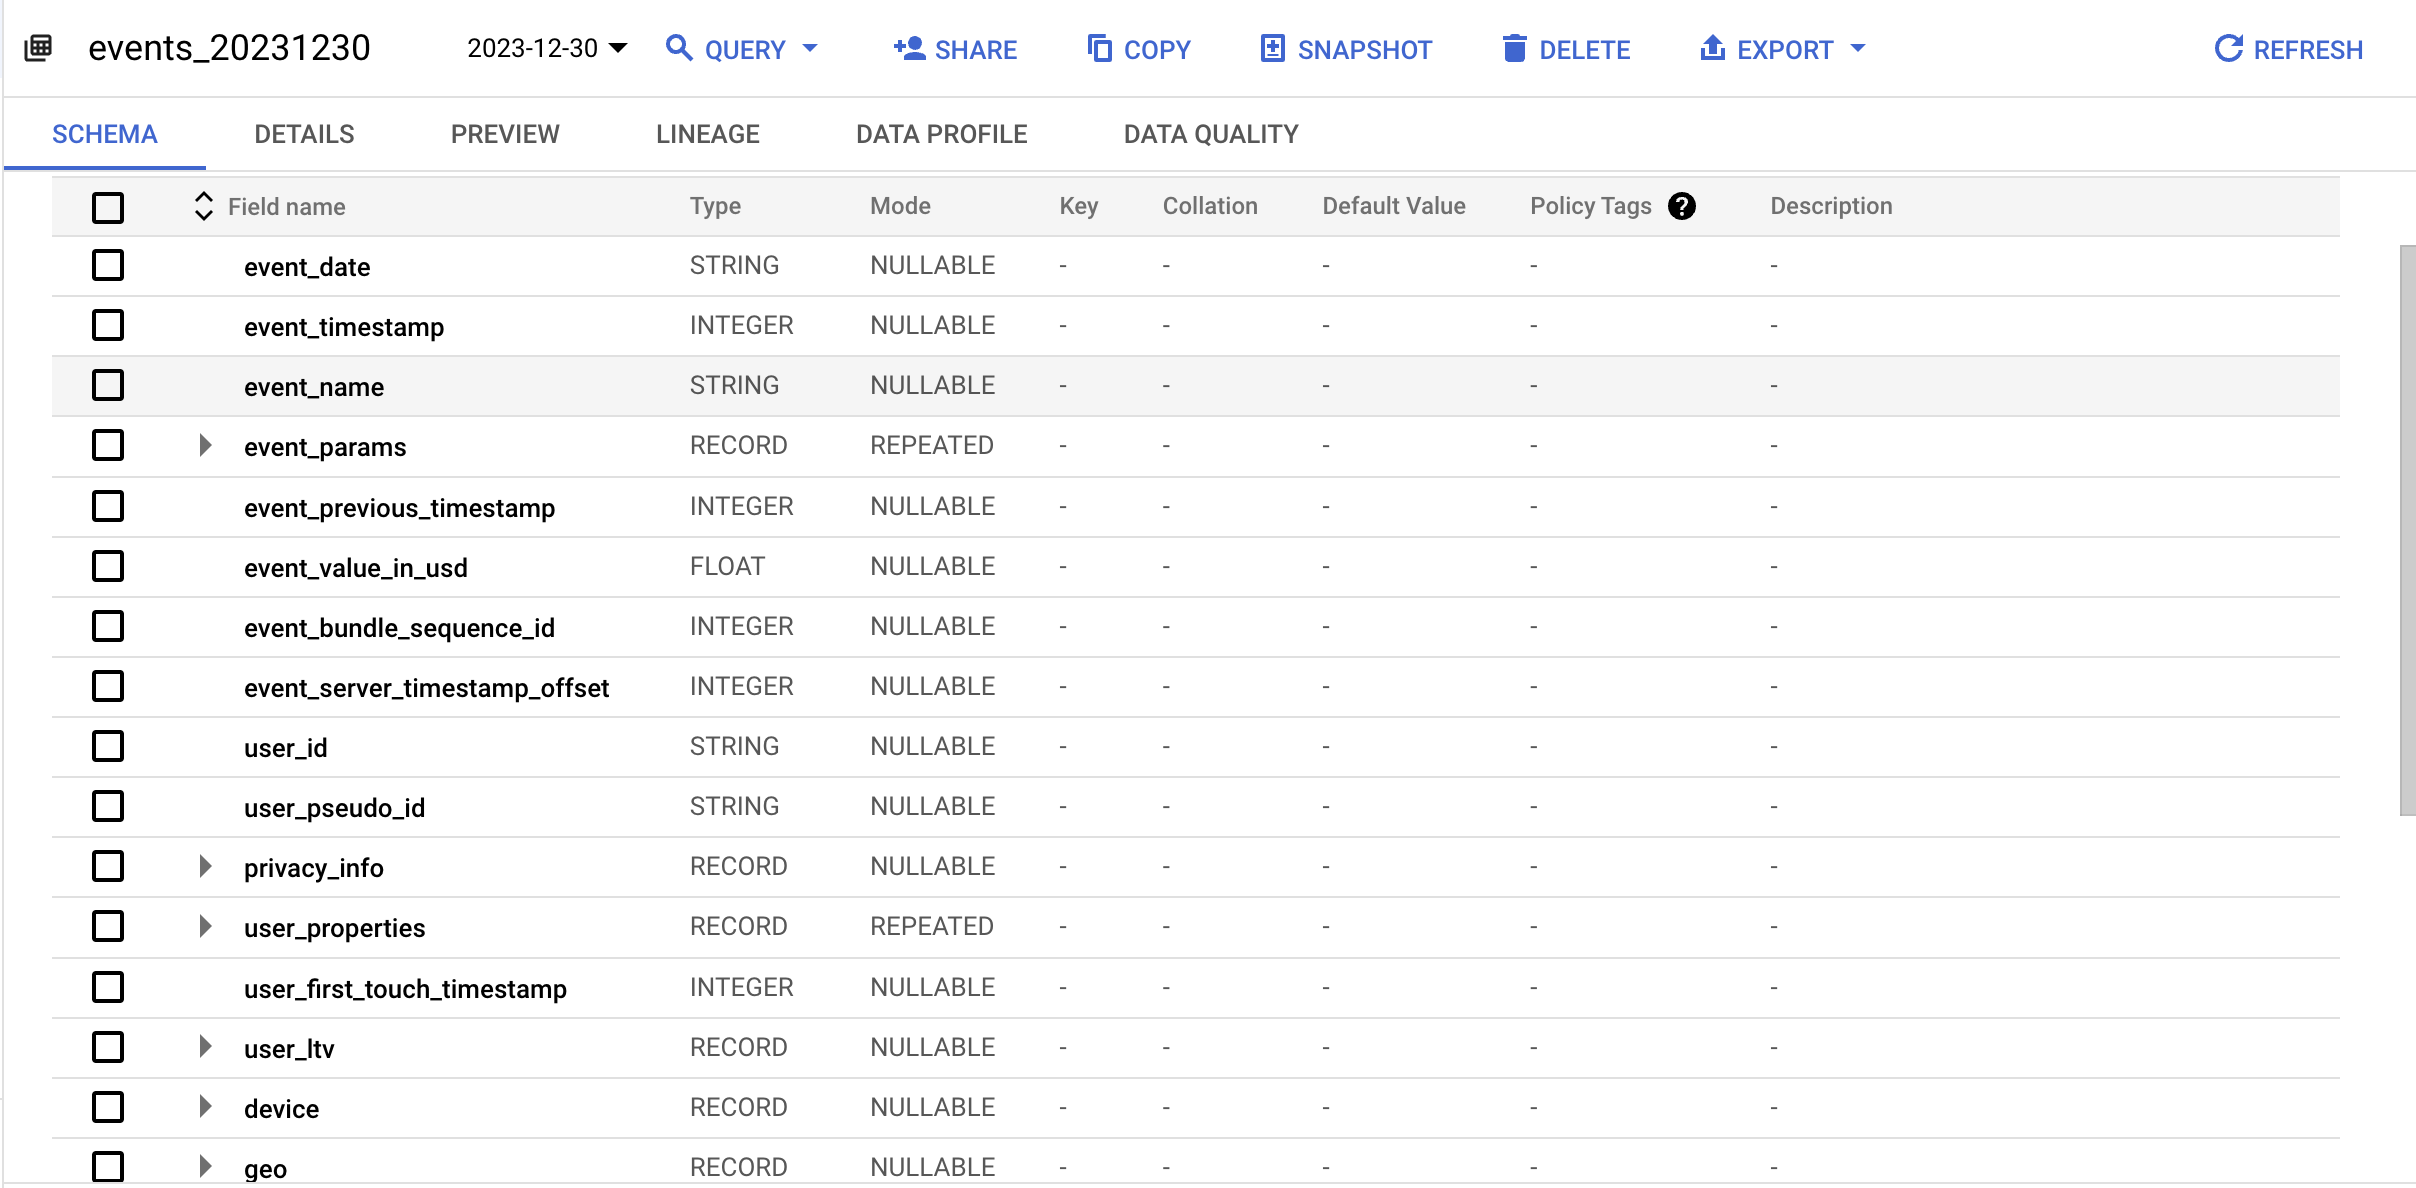 events_20231230 2023-12-30 QUERY SHARE COPY SNAPSHOT DELETE EXPORT REFRESH
SCHEMA DETAILS PREVIEW LINEAGE DATA PROFILE DATA QUALITY
Field name Type Mode Key Collation Default Value Policy Tags ? Description
event_date STRING NULLABLE - - - - -
event_timestamp INTEGER NULLABLE - - - - -
event_name STRING NULLABLE - - - - -
event_params RECORD REPEATED - - - - -
event_previous_timestamp INTEGER NULLABLE - - - - -
event_value_in_usd FLOAT NULLABLE - - - - -
event_bundle_sequence_id INTEGER NULLABLE - - - - -
event_server_timestamp_offset INTEGER NULLABLE - - - - -
user_id STRING NULLABLE - - - - -
user_pseudo_id STRING NULLABLE - - - - -
privacy_info RECORD NULLABLE - - - - -
user_properties RECORD REPEATED - - - - -
user_first_touch_timestamp INTEGER NULLABLE - - - - -
user_ltv RECORD NULLABLE - - - - -
device RECORD NULLABLE - - - - -
geo RECORD NULLABLE - - - - -